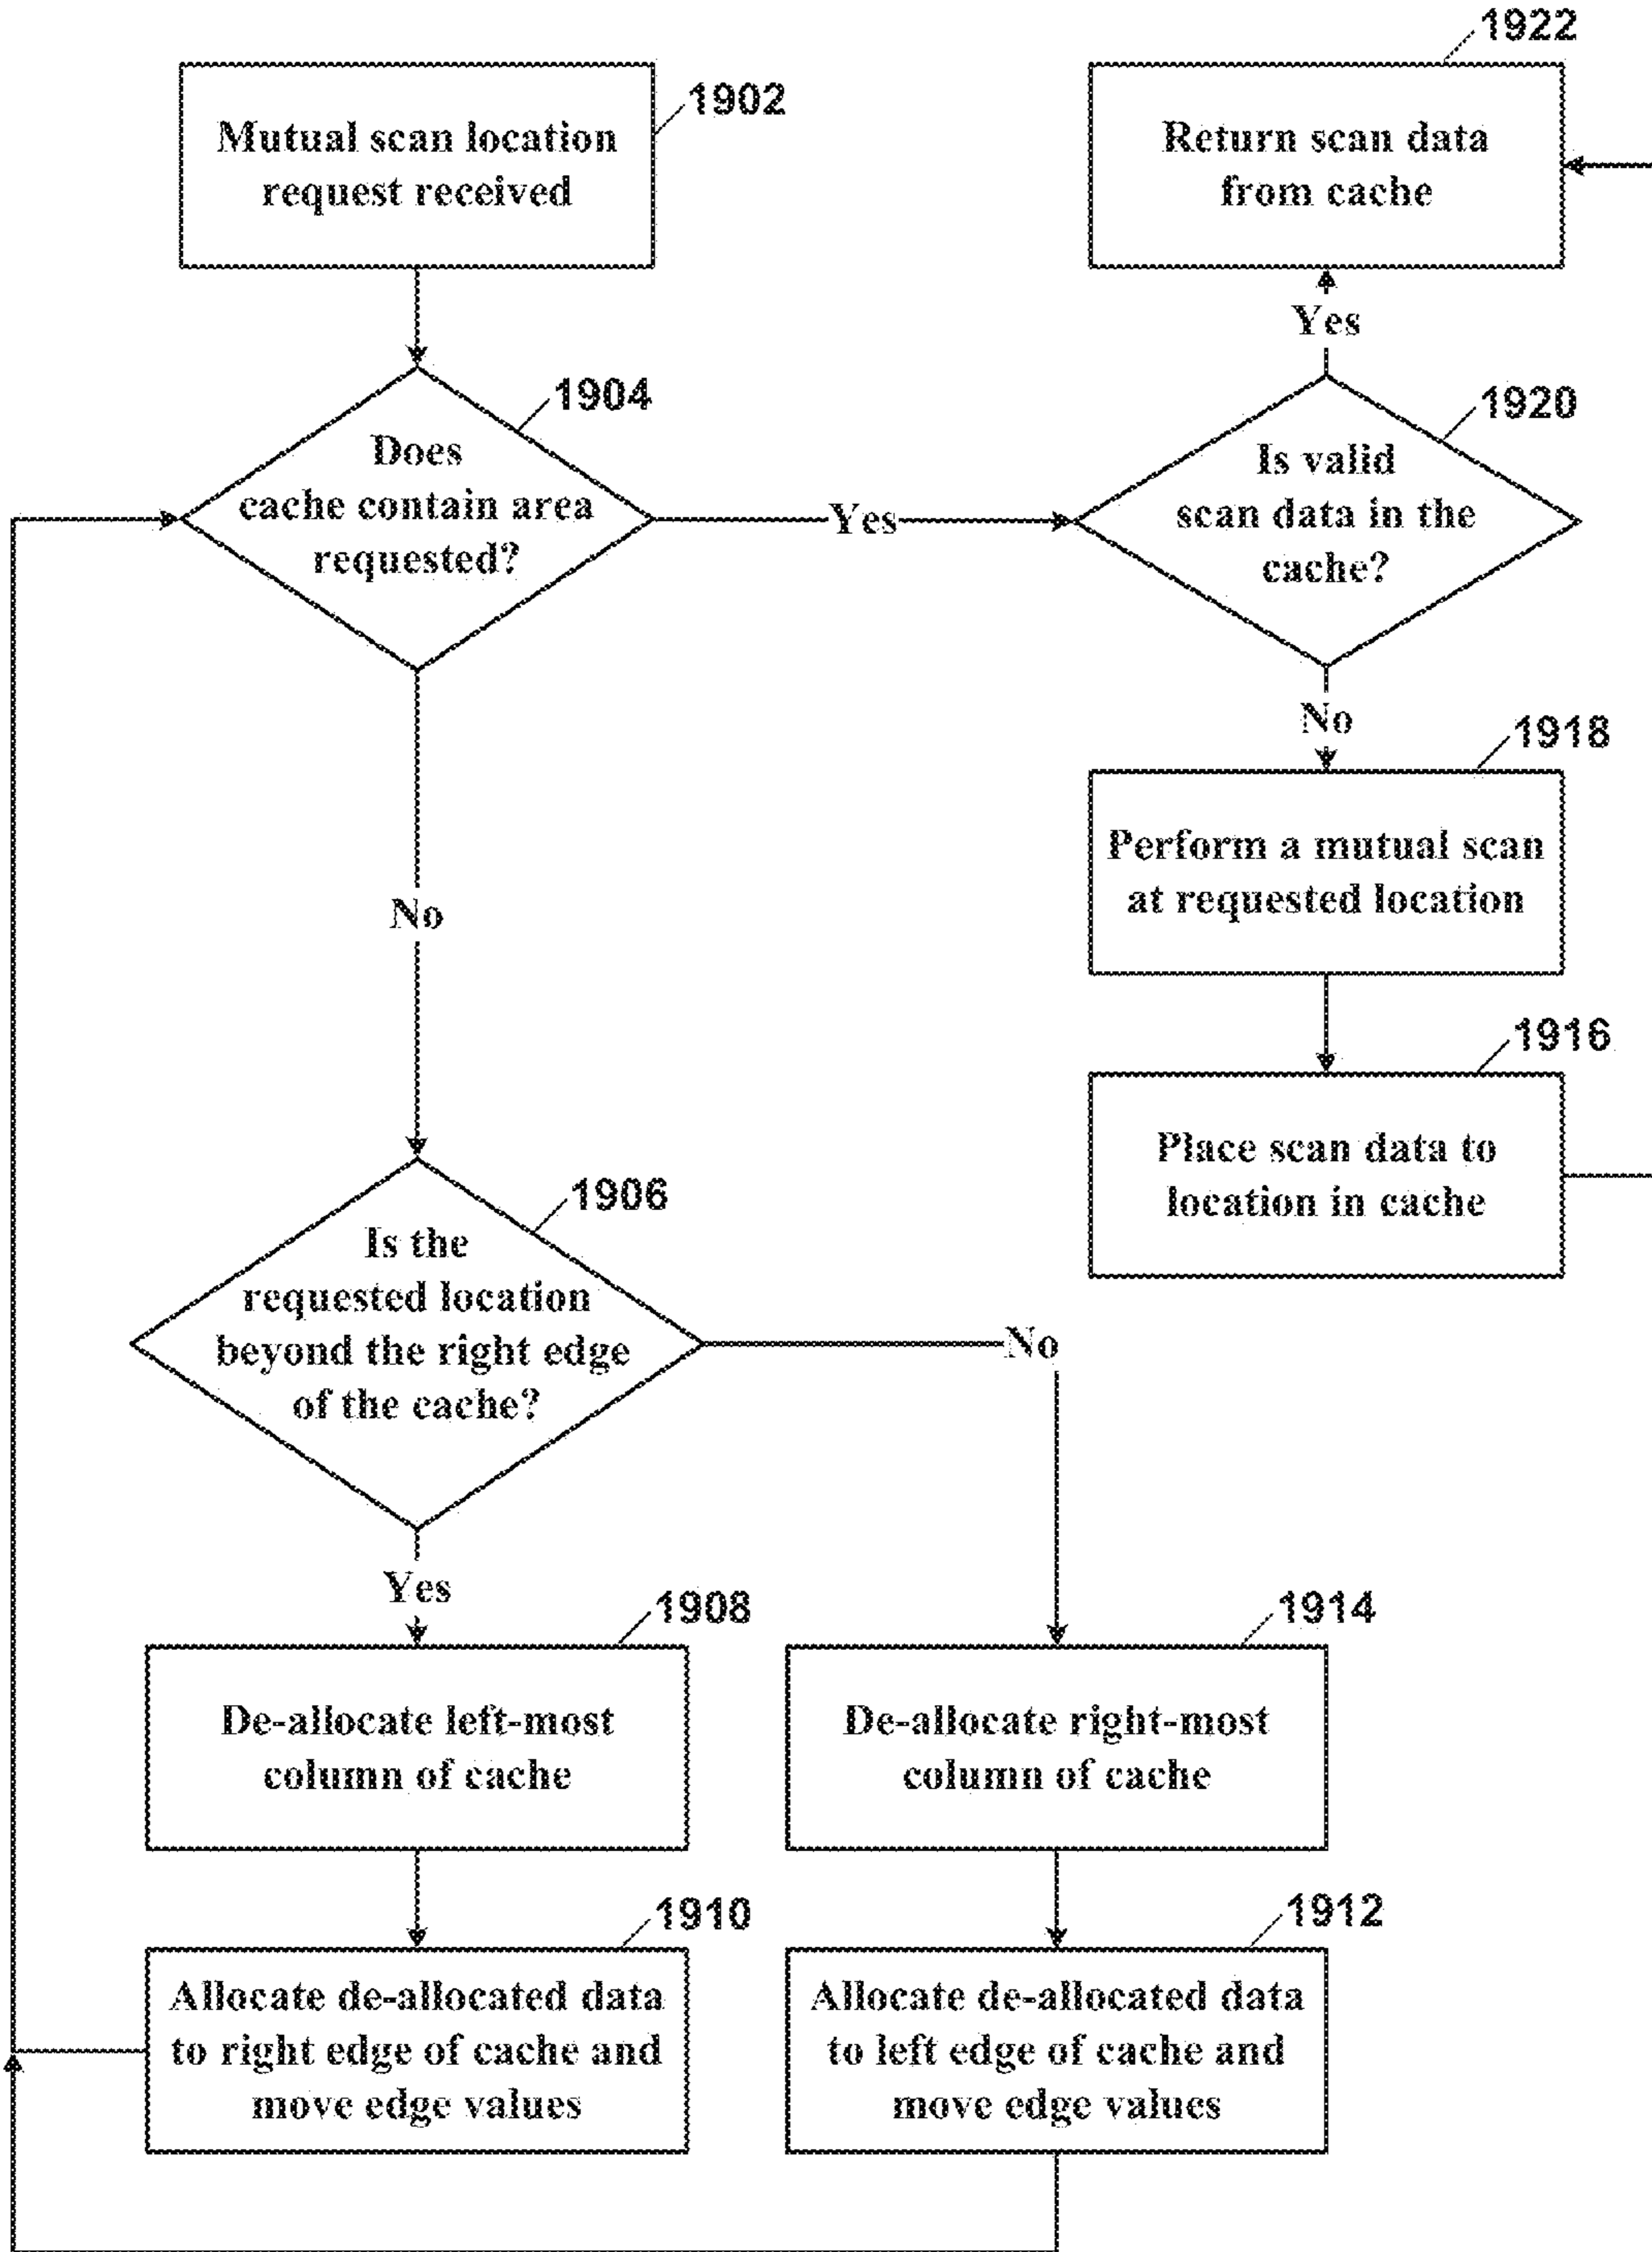 1902
Mutual scan location
request received
1904
Does
cache contain area
requested?
Yes
No
1906
Is the
requested location
beyond the right edge
of the cache?
Yes
No
1908
De-allocate left-most
column of cache
1910
Allocate de-allocated data
to right edge of cache and
move edge values
1914
De-allocate right-most
column of cache
1912
Allocate de-allocated data
to left edge of cache and
move edge values
1922
Return scan data
from cache
Yes
1920
Is valid
scan data in the
cache?
No
1918
Perform a mutual scan
at requested location
1916
Place scan data to
location in cache